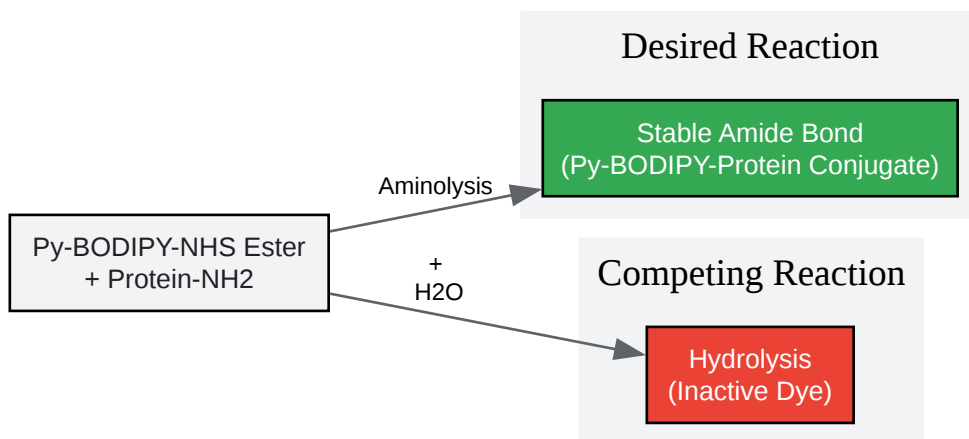 Desired Reaction
Stable Amide Bond
(Py-BODIPY-Protein Conjugate)
Aminolysis
Py-BODIPY-NHS Ester
+ Protein-NH2
+
H2O
Competing Reaction
Hydrolysis
(Inactive Dye)